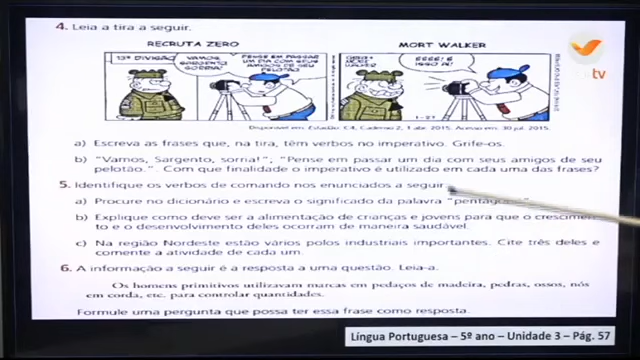 4. Leia a tira a seguir.
RECRUTA ZERO
MORT WALKER
13ª DIVISÃO
VAMOS, SARGENTO, SORRIA!
PENSE EM PASSAR UM DIA COM SEUS AMIGOS DE SEU PELOTÃO
ÉÉÉÉ! É ISSO AÍ!
1-21
tv
Disponível em: Estadão. C4, Caderno 2, 1 abr. 2015. Acesso em: 30 jul. 2015.
a) Escreva as frases que, na tira, têm verbos no imperativo. Grife-os.
b) "Vamos, Sargento, sorria!"; "Pense em passar um dia com seus amigos de seu
pelotão.". Com que finalidade o imperativo é utilizado em cada uma das frases?
5. Identifique os verbos de comando nos enunciados a seguir.
a) Procure no dicionário e escreva o significado da palavra
b) Explique como deve ser a alimentação de crianças e jovens para que o
to e o desenvolvimento deles ocorram de maneira saudável.
c) Na região Nordeste estão vários polos industriais importantes. Cite três deles e
comente a atividade de cada um.
6. A informação a seguir é a resposta a uma questão. Leia-a.
Os homens primitivos utilizavam marcas em pedaços de madeira, pedras, ossos, nós
em corda, etc. para controlar quantidades.
Formule uma pergunta que possa ter essa frase como resposta.
Língua Portuguesa – 5º ano – Unidade 3 – Pág. 57